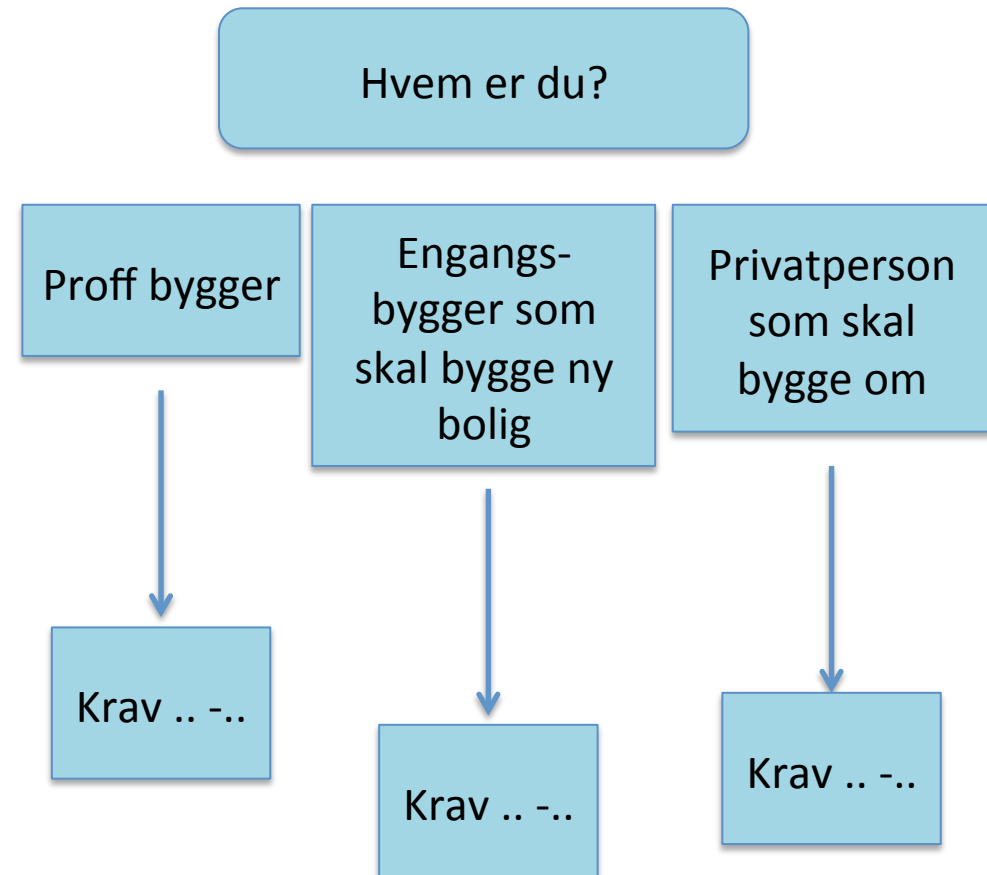 Hvem er du?
Proff bygger
Engangs-
bygger som
skal bygge ny
bolig
Privatperson
som skal
bygge om
Krav .. -..
Krav .. -..
Krav .. -..